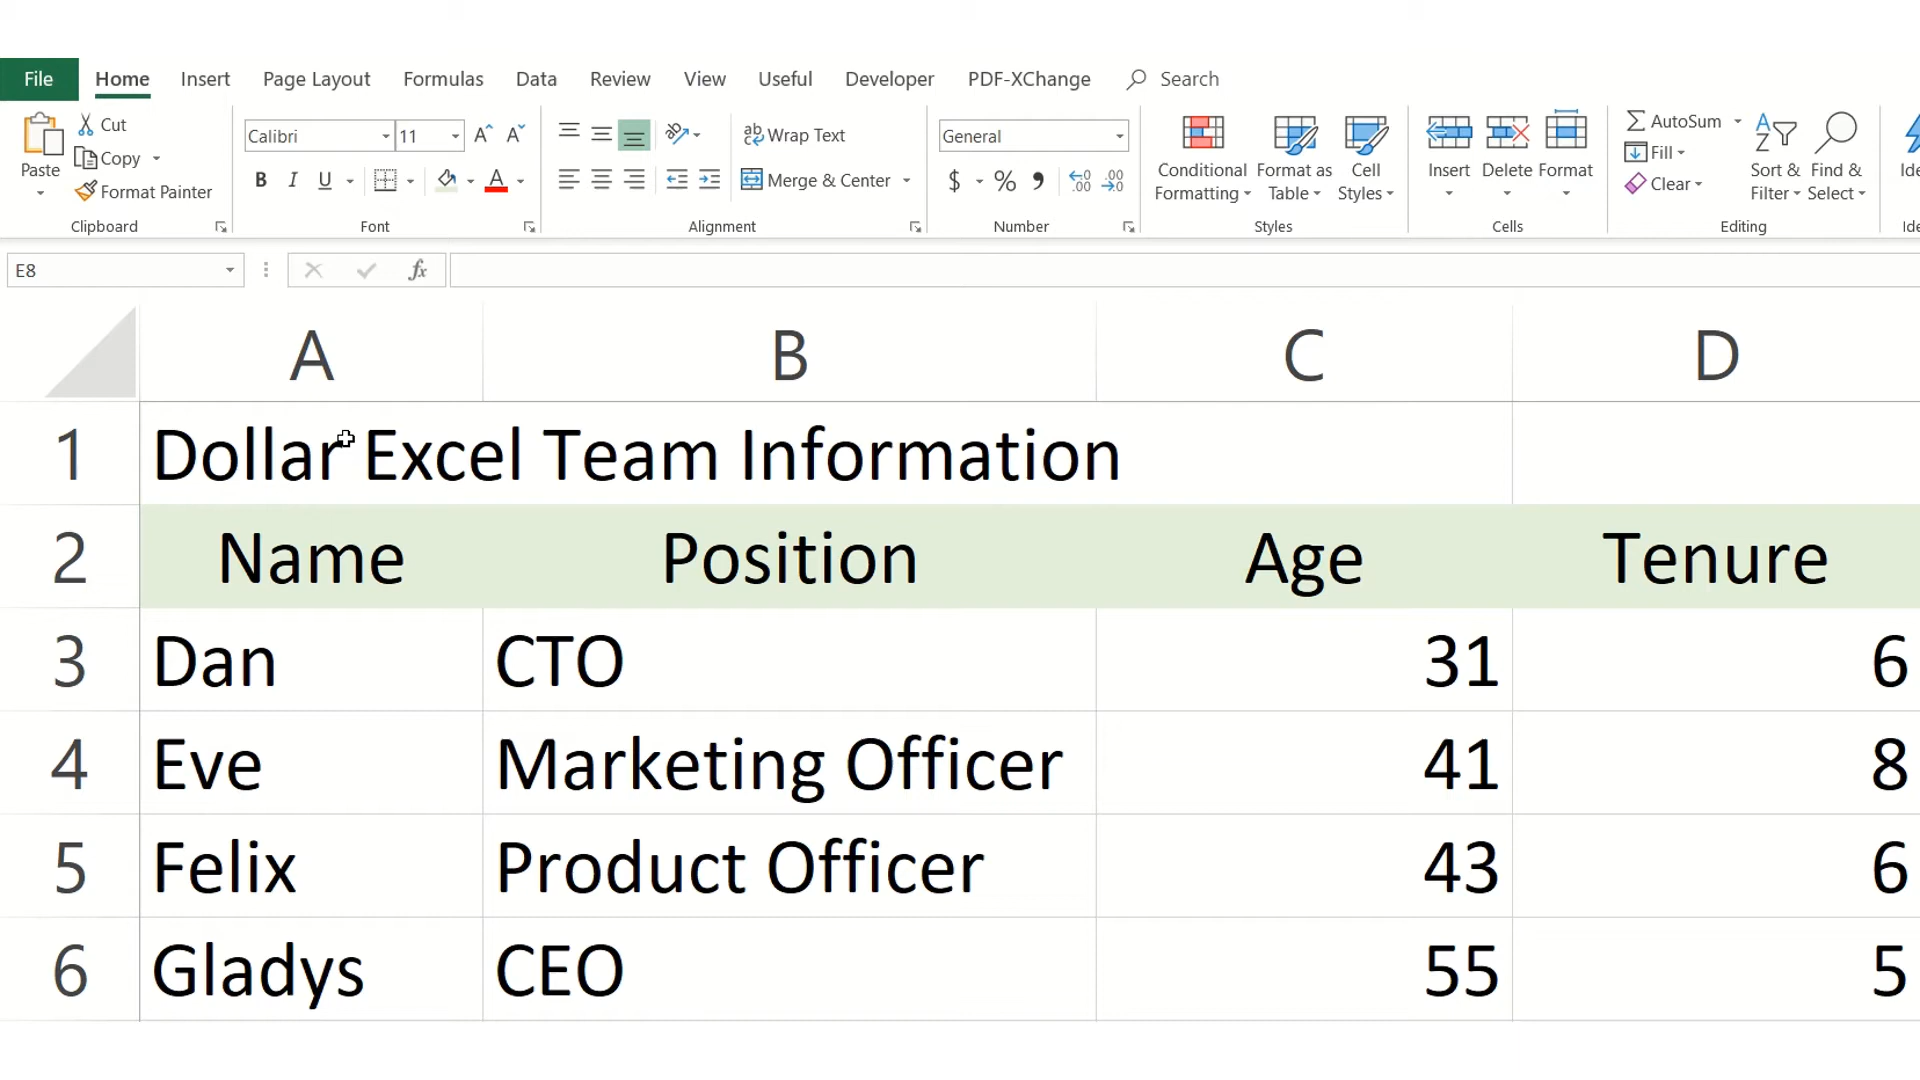 File Home Insert Page Layout Formulas Data Review View Useful Developer PDF-XChange Search
Paste Cut Copy Format Painter Clipboard
Calibri 11 A A B I U A Font
ab Wrap Text Merge & Center Alignment
General $ % , Number
Conditional Formatting Format as Table Cell Styles Styles
Insert Delete Format Cells
AutoSum Fill Clear Sort & Filter Find & Select Editing
E8 fx
A B C D
1 Dollar Excel Team Information
2 Name Position Age Tenure
3 Dan CTO 31 6
4 Eve Marketing Officer 41 8
5 Felix Product Officer 43 6
6 Gladys CEO 55 5